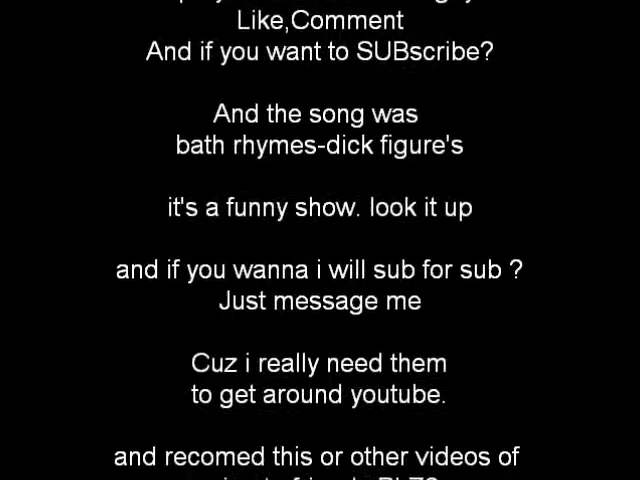 Like,Comment
And if you want to SUBscribe?
And the song was
bath rhymes-dick figure's
it's a funny show. look it up
and if you wanna i will sub for sub ?
Just message me
Cuz i really need them
to get around youtube.
and recomed this or other videos of